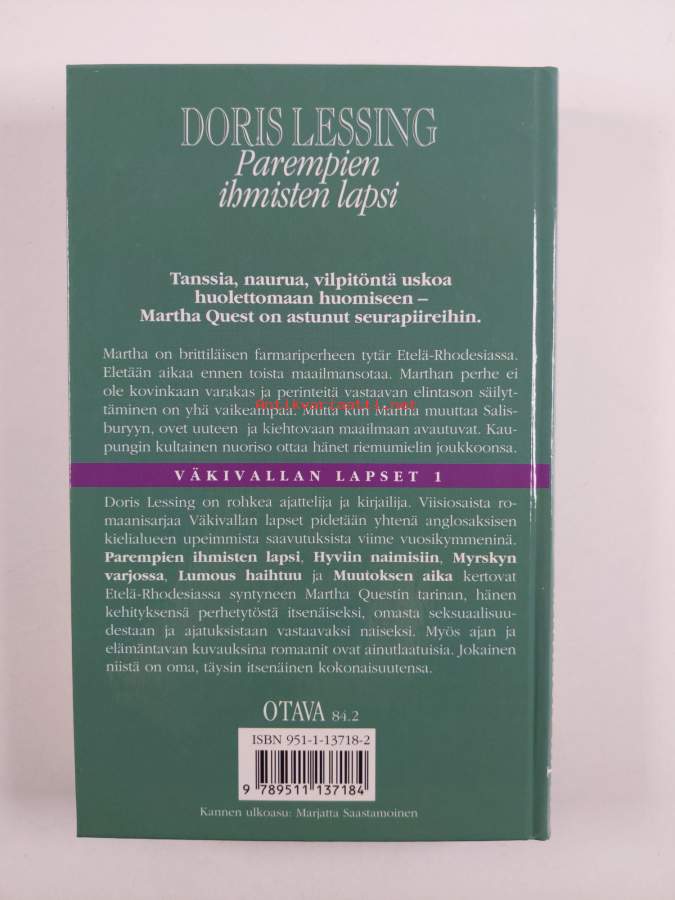 DORIS LESSING
Parempien
ihmisten lapsi
Tanssia, naurua, vilpitöntä uskoa
huolettomaan huomiseen –
Martha Quest on astunut seurapiireihin.
Martha on brittiläisen farmariperheen tytär Etelä-Rhodesiassa.
Eletään aikaa ennen toista maailmansotaa. Marthan perhe ei
ole kovinkaan varakas ja perinteitä vastaavan elintason säilyt-
täminen on yhä vaikeampaa. Mutta kun Martha muuttaa Salis-
buryyn, ovet uuteen ja kiehtovaan maailmaan avautuvat. Kau-
pungin kultainen nuoriso ottaa hänet riemumielin joukkoonsa.
Antikvariaatti.net
VÄKIVALLAN LAPSET 1
Doris Lessing on rohkea ajattelija ja kirjailija. Viisiosaista ro-
maanisarjaa Väkivallan lapset pidetään yhtenä anglosaksisen
kielialueen upeimmista saavutuksista viime vuosikymmeninä.
Parempien ihmisten lapsi, Hyviin naimisiin, Myrskyn
varjossa, Lumous haihtuu ja Muutoksen aika kertovat
Etelä-Rhodesiassa syntyneen Martha Questin tarinan, hänen
kehityksensä perhetytöstä itsenäiseksi, omasta seksuaalisuu-
destaan ja ajatuksistaan vastaavaksi naiseksi. Myös ajan ja
elämäntavan kuvauksina romaanit ovat ainutlaatuisia. Jokainen
niistä on oma, täysin itsenäinen kokonaisuutensa.
OTAVA 84.2
ISBN 951-1-13718-2
9 789511 137184
Kannen ulkoasu: Marjatta Saastamoinen